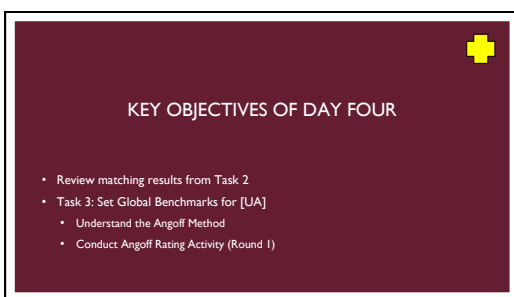 KEY OBJECTIVES OF DAY FOUR
• Review matching results from Task 2
• Task 3: Set Global Benchmarks for [UA]
• Understand the Angoff Method
• Conduct Angoff Rating Activity (Round 1)